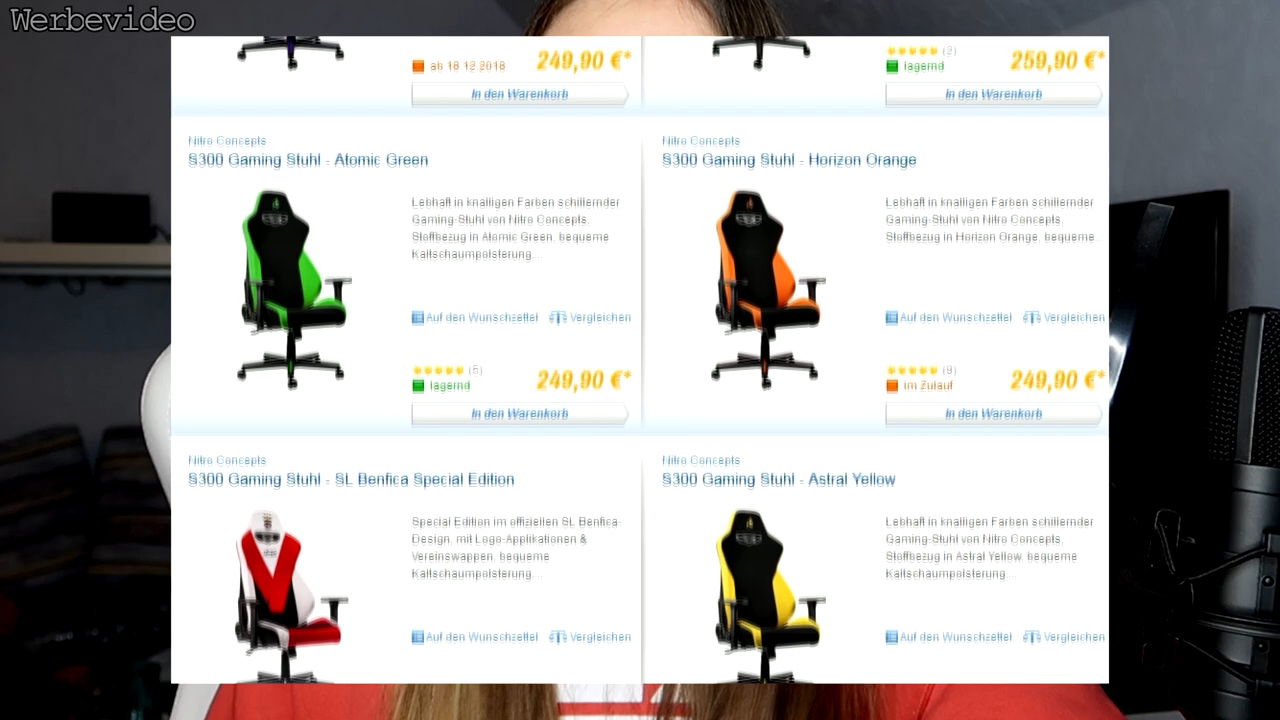 Werbevideo
ab 18.12.2018
249,90 €*
In den Warenkorb
(2)
lagernd
259,90 €*
In den Warenkorb
Nitro Concepts
S300 Gaming Stuhl - Atomic Green
Lebhaft in knalligen Farben schillernder
Gaming-Stuhl von Nitro Concepts,
Stoffbezug in Atomic Green, bequeme
Kaltschaumpolsterung...
Auf den Wunschzettel Vergleichen
(5)
lagernd
249,90 €*
In den Warenkorb
Nitro Concepts
S300 Gaming Stuhl - Horizon Orange
Lebhaft in knalligen Farben schillernder
Gaming-Stuhl von Nitro Concepts,
Stoffbezug in Horizon Orange, bequeme...
Auf den Wunschzettel Vergleichen
(9)
im Zulauf
249,90 €*
In den Warenkorb
Nitro Concepts
S300 Gaming Stuhl - SL Benfica Special Edition
Special Edition im offiziellen SL Benfica-
Design, mit Logo-Applikationen &
Vereinswappen, bequeme
Kaltschaumpolsterung...
Auf den Wunschzettel Vergleichen
Nitro Concepts
S300 Gaming Stuhl - Astral Yellow
Lebhaft in knalligen Farben schillernder
Gaming-Stuhl von Nitro Concepts,
Stoffbezug in Astral Yellow, bequeme
Kaltschaumpolsterung...
Auf den Wunschzettel Vergleichen